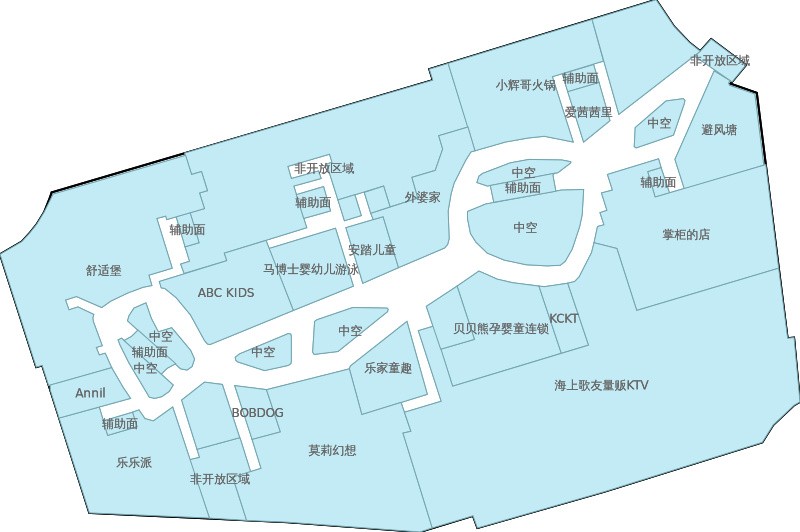 非开放区域
小辉哥火锅
辅助面
爱茜茜里
中空
避风塘
非开放区域
中空
辅助面
辅助面
外婆家
辅助面
中空
辅助面
掌柜的店
安踏儿童
舒适堡
马博士婴幼儿游泳
ABC KIDS
KCKT
贝贝熊孕婴童连锁
中空
中空
辅助面
中空
中空
乐家童趣
海上歌友量贩KTV
Annil
BOBDOG
辅助面
莫莉幻想
乐乐派
非开放区域